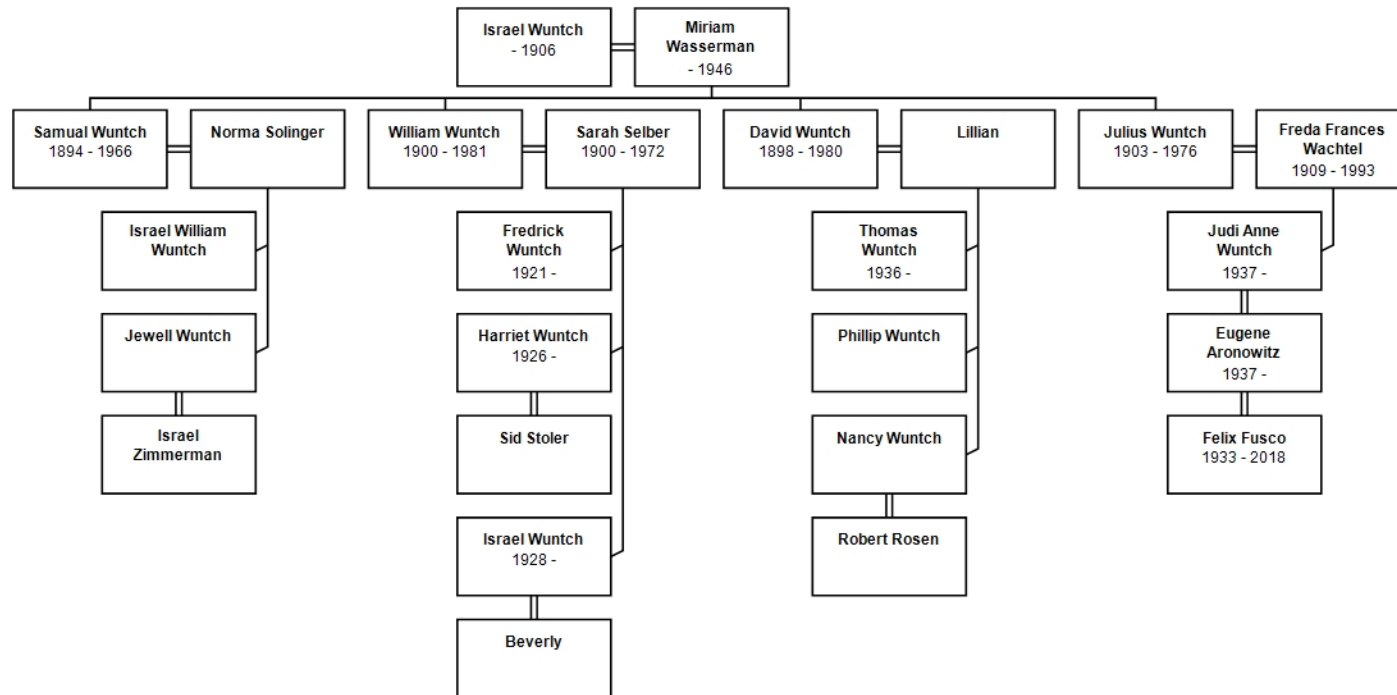 Israel Wuntch
- 1906
Miriam
Wasserman
- 1946
Samual Wuntch
1894 - 1966
Norma Solinger
William Wuntch
1900 - 1981
Sarah Selber
1900 - 1972
David Wuntch
1898 - 1980
Lillian
Julius Wuntch
1903 - 1976
Freda Frances
Wachtel
1909 - 1993
Israel William
Wuntch
Fredrick
Wuntch
1921 -
Thomas
Wuntch
1936 -
Judi Anne
Wuntch
1937 -
Jewell Wuntch
Harriet Wuntch
1926 -
Phillip Wuntch
Eugene
Aronowitz
1937 -
Israel
Zimmerman
Sid Stoler
Nancy Wuntch
Felix Fusco
1933 - 2018
Israel Wuntch
1928 -
Robert Rosen
Beverly